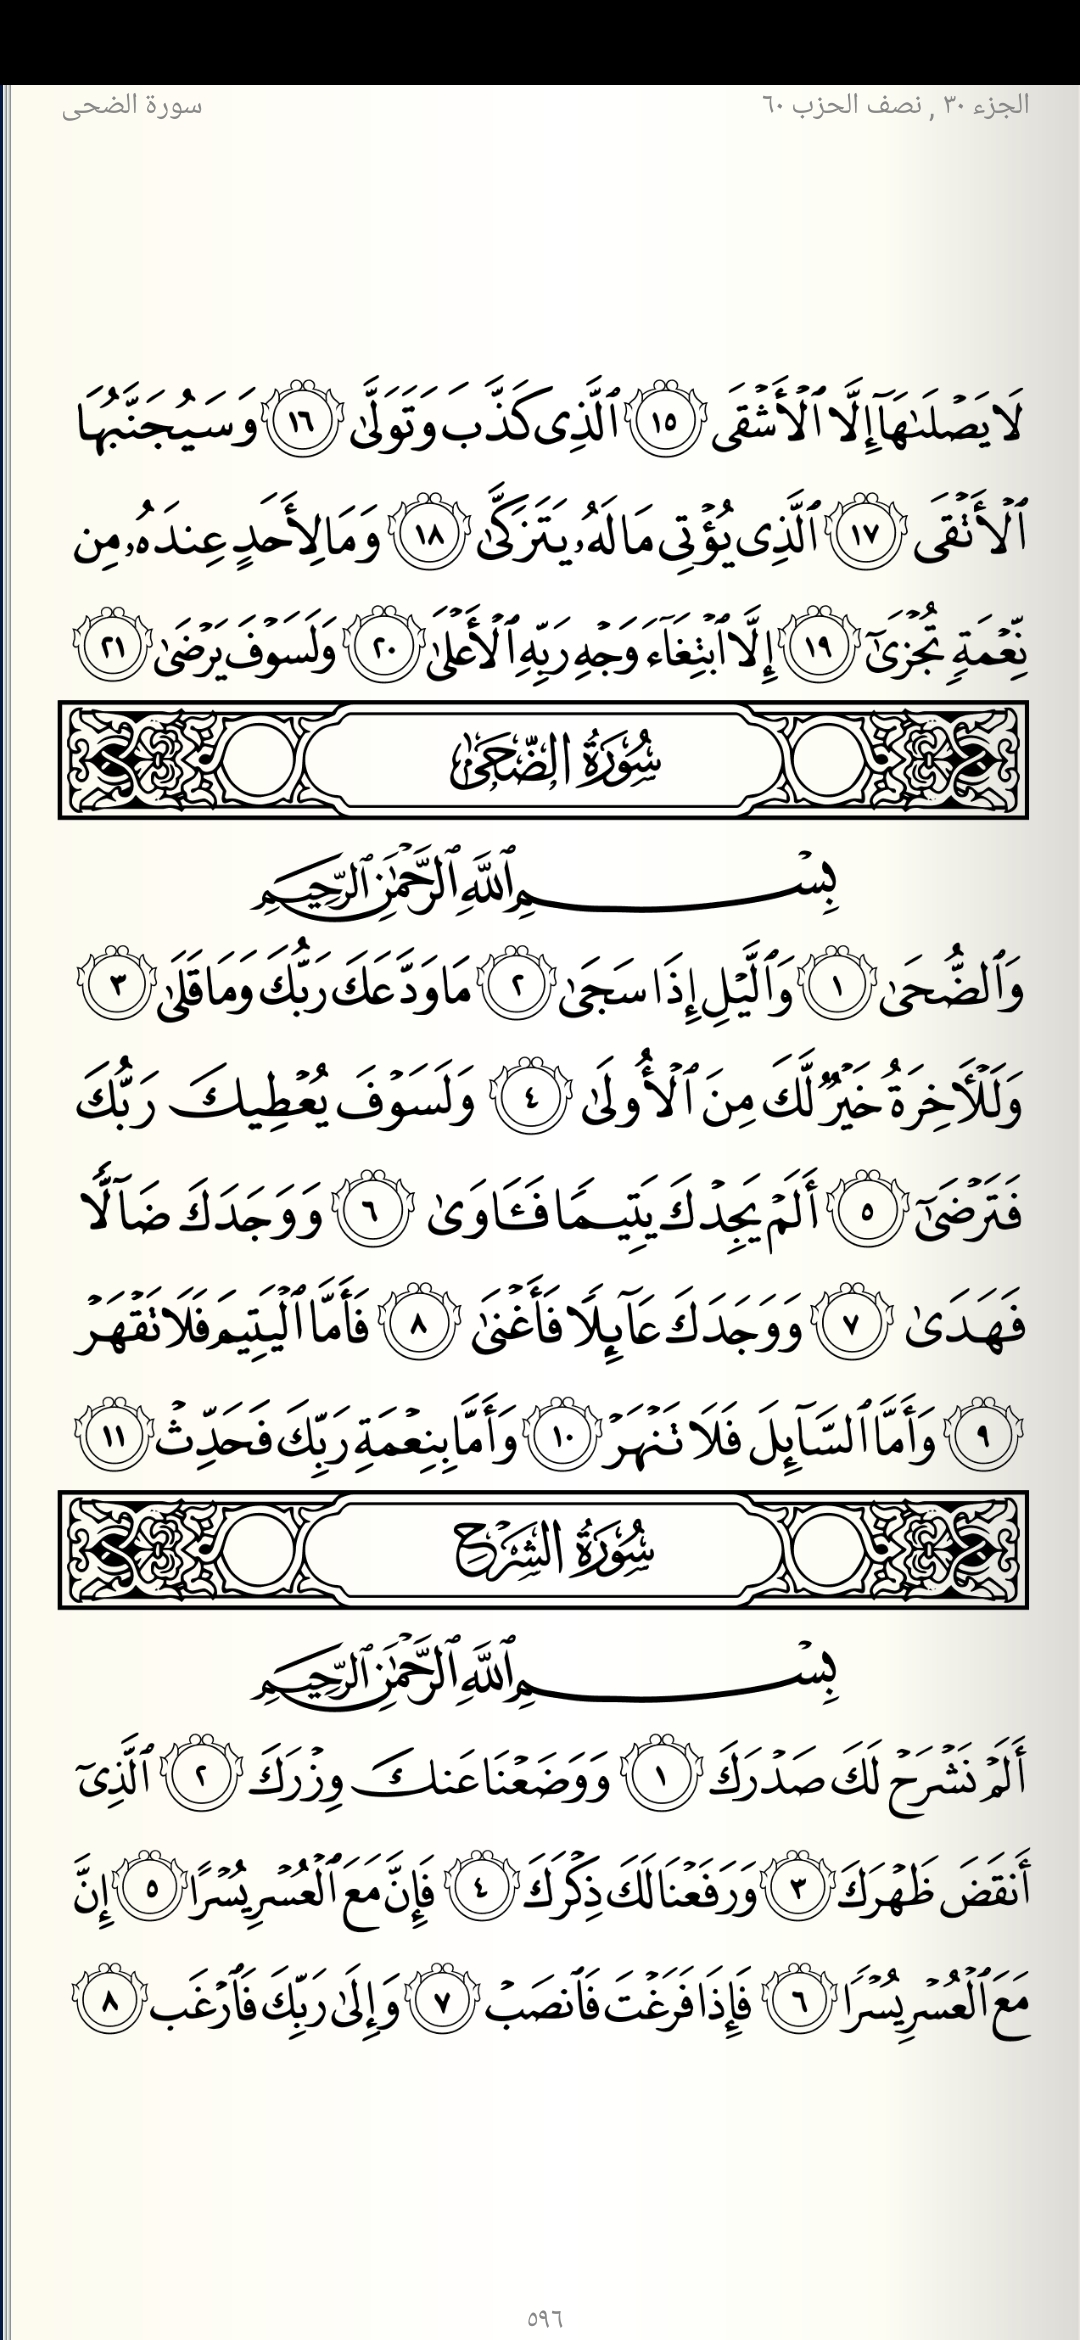 الجزء ٣٠ , نصف الحزب ٦٠
سورة الضحى
لَا يَصْلَىٰهَآ إِلَّا ٱلْأَشْقَى ١٥ ٱلَّذِى كَذَّبَ وَتَوَلَّىٰ ١٦ وَسَيُجَنَّبُهَا
ٱلْأَتْقَى ١٧ ٱلَّذِى يُؤْتِى مَالَهُۥ يَتَزَكَّىٰ ١٨ وَمَا لِأَحَدٍ عِندَهُۥ مِن
نِّعْمَةٍ تُجْزَىٰٓ ١٩ إِلَّا ٱبْتِغَآءَ وَجْهِ رَبِّهِ ٱلْأَعْلَىٰ ٢٠ وَلَسَوْفَ يَرْضَىٰ ٢١
سُورَةُ الضُّحَىٰ
بِسْمِ ٱللَّهِ ٱلرَّحْمَٰنِ ٱلرَّحِيمِ
وَٱلضُّحَىٰ ١ وَٱلَّيْلِ إِذَا سَجَىٰ ٢ مَا وَدَّعَكَ رَبُّكَ وَمَا قَلَىٰ ٣
وَلَلْأَخِرَةُ خَيْرٌ لَّكَ مِنَ ٱلْأُولَىٰ ٤ وَلَسَوْفَ يُعْطِيكَ رَبُّكَ
فَتَرْضَىٰٓ ٥ أَلَمْ يَجِدْكَ يَتِيمًا فَـَٔاوَىٰ ٦ وَوَجَدَكَ ضَآلًّا
فَهَدَىٰ ٧ وَوَجَدَكَ عَآئِلًا فَأَغْنَىٰ ٨ فَأَمَّا ٱلْيَتِيمَ فَلَا تَقْهَرْ
٩ وَأَمَّا ٱلسَّآئِلَ فَلَا تَنْهَرْ ١٠ وَأَمَّا بِنِعْمَةِ رَبِّكَ فَحَدِّثْ ١١
سُورَةُ الشَّرْحِ
بِسْمِ ٱللَّهِ ٱلرَّحْمَٰنِ ٱلرَّحِيمِ
أَلَمْ نَشْرَحْ لَكَ صَدْرَكَ ١ وَوَضَعْنَا عَنكَ وِزْرَكَ ٢ ٱلَّذِىٓ
أَنقَضَ ظَهْرَكَ ٣ وَرَفَعْنَا لَكَ ذِكْرَكَ ٤ فَإِنَّ مَعَ ٱلْعُسْرِ يُسْرًا ٥ إِنَّ
مَعَ ٱلْعُسْرِ يُسْرًا ٦ فَإِذَا فَرَغْتَ فَٱنصَبْ ٧ وَإِلَىٰ رَبِّكَ فَٱرْغَب ٨
٥٩٦